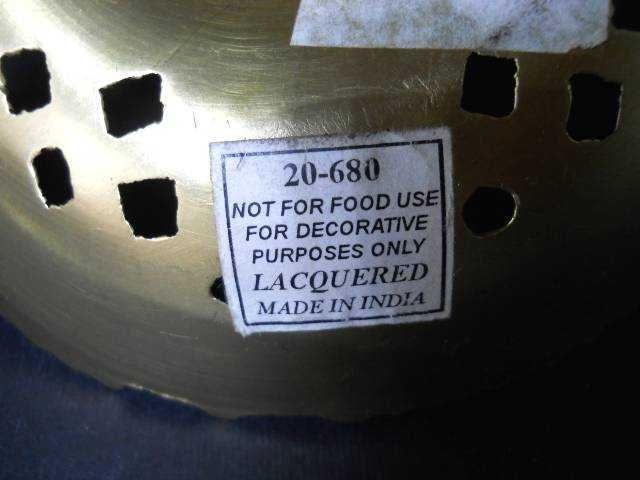 20-680
NOT FOR FOOD USE
FOR DECORATIVE
PURPOSES ONLY
LACQUERED
MADE IN INDIA